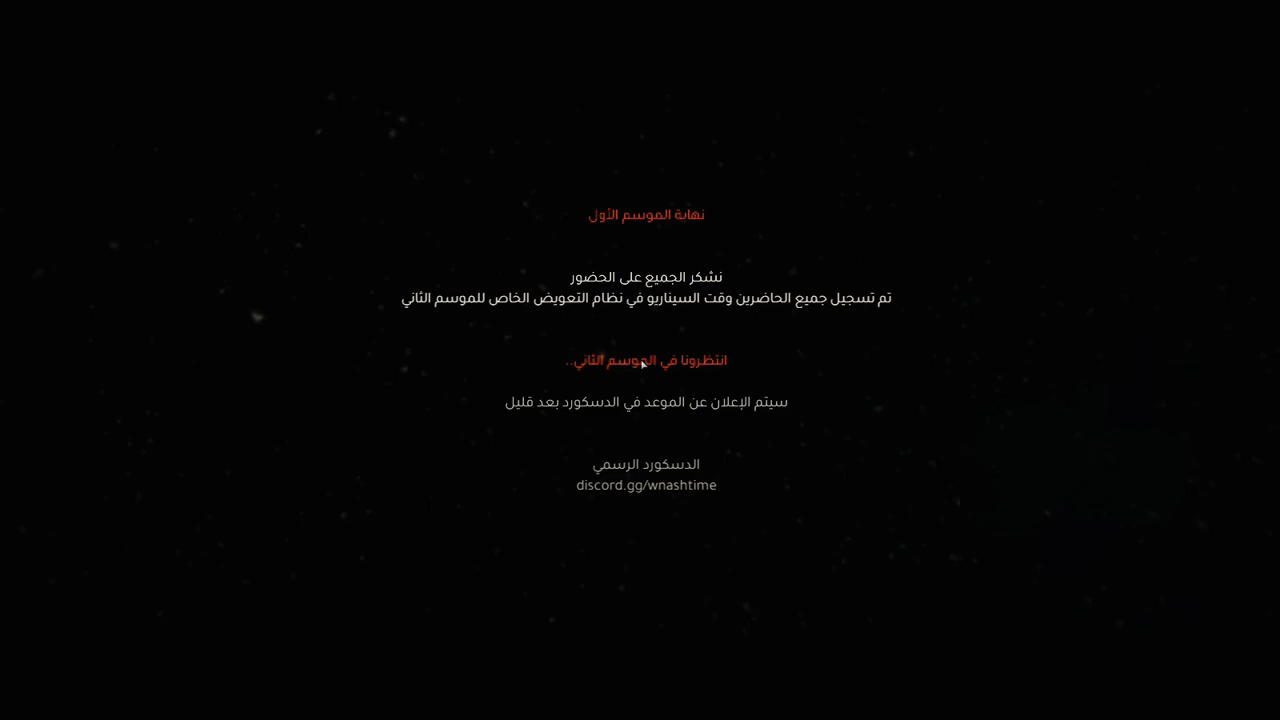 نهاية الموسم الأول
نشكر الجميع على الحضور
تم تسجيل جميع الحاضرين وقت السيناريو في نظام التعويض الخاص للموسم الثاني
انتظرونا في الموسم الثاني..
سيتم الإعلان عن الموعد في الدسكورد بعد قليل
الدسكورد الرسمي
discord.gg/wnashtime